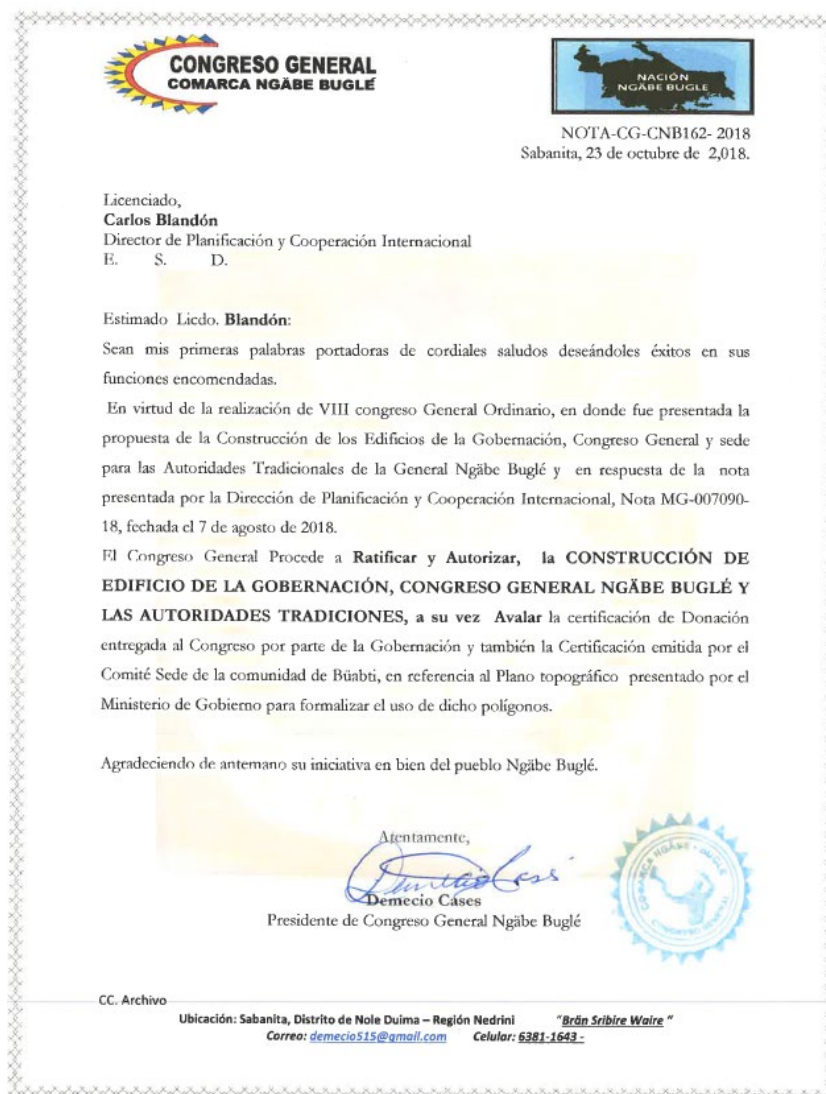 CONGRESO GENERAL
COMARCA NGÄBE BUGLÉ
NACIÓN
NGÄBE BUGLE
NOTA-CG-CNB162- 2018
Sabanita, 23 de octubre de 2,018.
Licenciado,
Carlos Blandón
Director de Planificación y Cooperación Internacional
E. S. D.
Estimado Licdo. Blandón:
Sean mis primeras palabras portadoras de cordiales saludos deseándoles éxitos en sus
funciones encomendadas.
En virtud de la realización de VIII congreso General Ordinario, en donde fue presentada la
propuesta de la Construcción de los Edificios de la Gobernación, Congreso General y sede
para las Autoridades Tradicionales de la General Ngäbe Buglé y en respuesta de la nota
presentada por la Dirección de Planificación y Cooperación Internacional, Nota MG-007090-
18, fechada el 7 de agosto de 2018.
El Congreso General Procede a Ratificar y Autorizar, la CONSTRUCCIÓN DE
EDIFICIO DE LA GOBERNACIÓN, CONGRESO GENERAL NGÄBE BUGLÉ Y
LAS AUTORIDADES TRADICIONES, a su vez Avalar la certificación de Donación
entregada al Congreso por parte de la Gobernación y también la Certificación emitida por el
Comité Sede de la comunidad de Büabti, en referencia al Plano topográfico presentado por el
Ministerio de Gobierno para formalizar el uso de dicho polígonos.
Agradeciendo de antemano su iniciativa en bien del pueblo Ngäbe Buglé.
Atentamente,
Demecio Cases
Demecio Cases
Presidente de Congreso General Ngäbe Buglé
COMARCA NGÄBE - BUGLE
CONGRESO GENERAL
CC. Archivo
Ubicación: Sabanita, Distrito de Nole Duima – Región Nedrini "Brän Sribire Waire "
Correo: demecio515@gmail.com Celular: 6381-1643 -